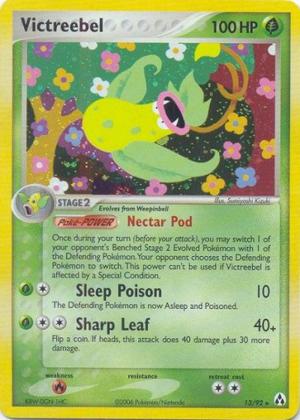 Victreebel 100 HP
Illus. Sumiyoshi Kizuki
STAGE 2 Evolves from Weepinbell
Poké-POWER Nectar Pod
Once during your turn (before your attack), you may switch 1 of
your opponent's Benched Stage 2 Evolved Pokémon with 1 of
the Defending Pokémon. Your opponent chooses the Defending
Pokémon to switch. This power can't be used if Victreebel is
affected by a Special Condition.
Sleep Poison 10
The Defending Pokémon is now Asleep and Poisoned.
Sharp Leaf 40+
Flip a coin. If heads, this attack does 40 damage plus 30 more
damage.
weakness resistance retreat cost
©2006 Pokémon/Nintendo 13/92